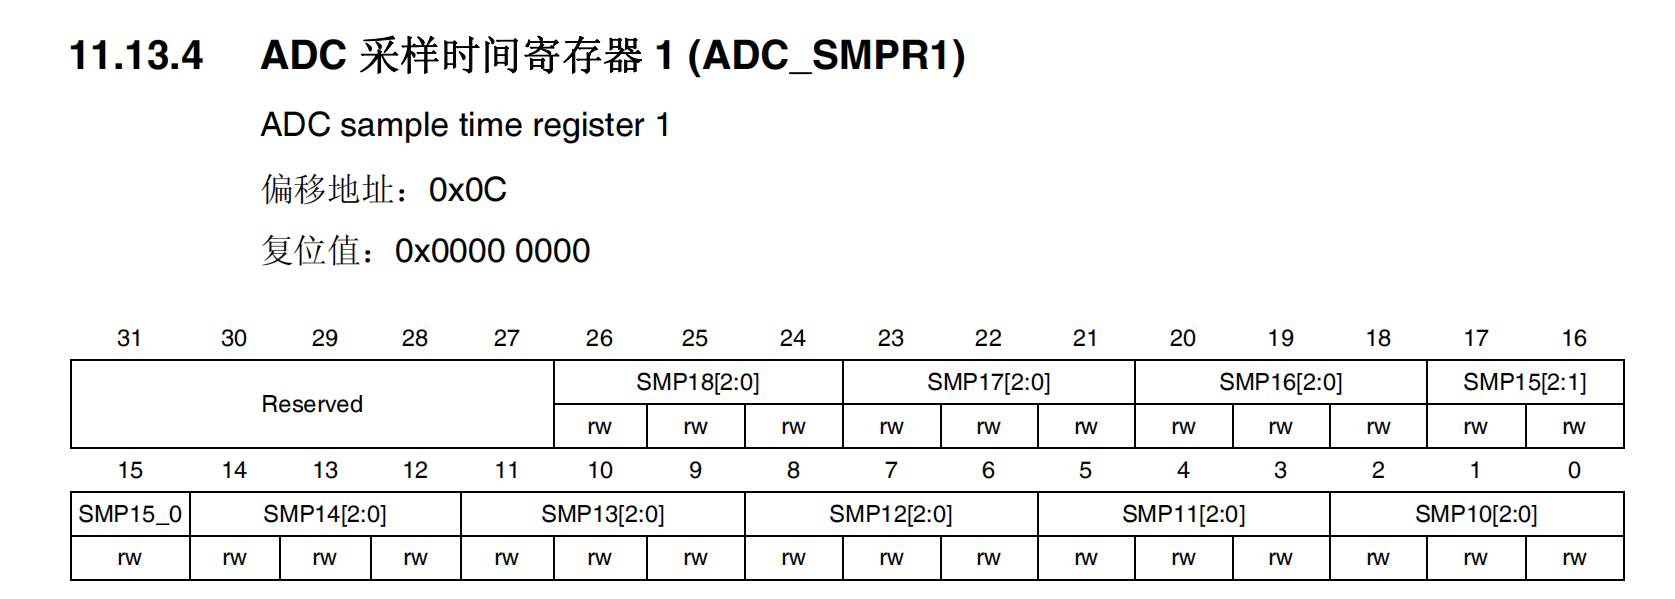 11.13.4 ADC 采样时间寄存器 1 (ADC_SMPR1)
ADC sample time register 1
偏移地址：0x0C
复位值：0x0000 0000
31 30 29 28 27 26 25 24 23 22 21 20 19 18 17 16
Reserved SMP18[2:0] SMP17[2:0] SMP16[2:0] SMP15[2:1]
rw rw rw rw rw rw rw rw rw rw rw
15 14 13 12 11 10 9 8 7 6 5 4 3 2 1 0
SMP15_0 SMP14[2:0] SMP13[2:0] SMP12[2:0] SMP11[2:0] SMP10[2:0]
rw rw rw rw rw rw rw rw rw rw rw rw rw rw rw rw